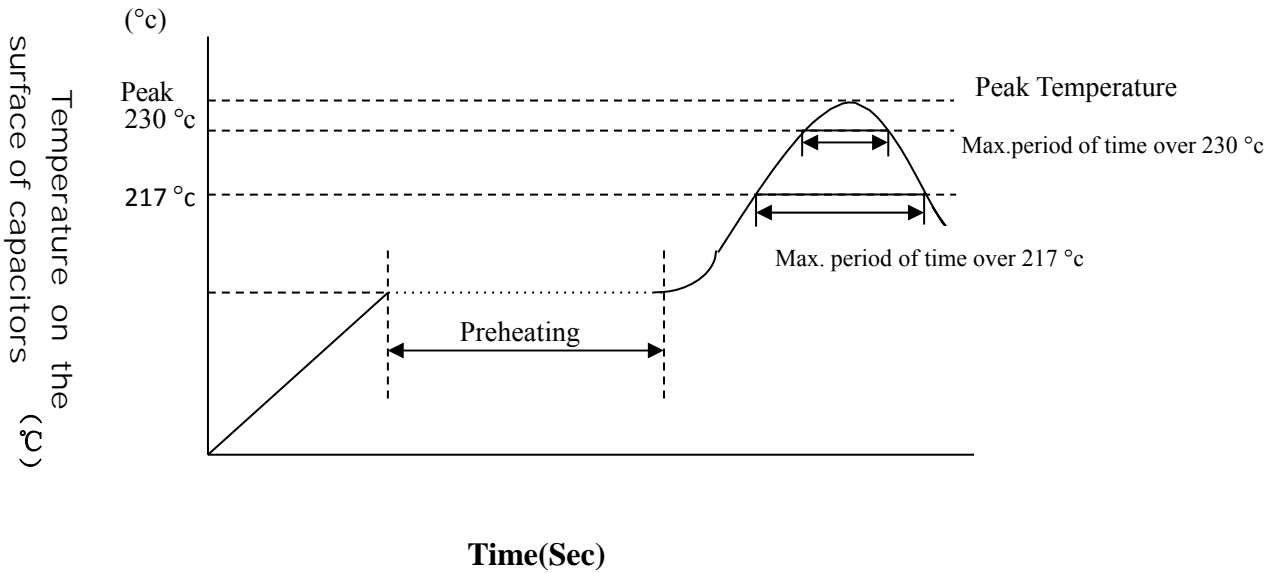 (°c)
Peak
230 °c
217 °c
Temperature on the
surface of capacitors (℃)
Peak Temperature
Max.period of time over 230 °c
Max. period of time over 217 °c
Preheating
Time(Sec)